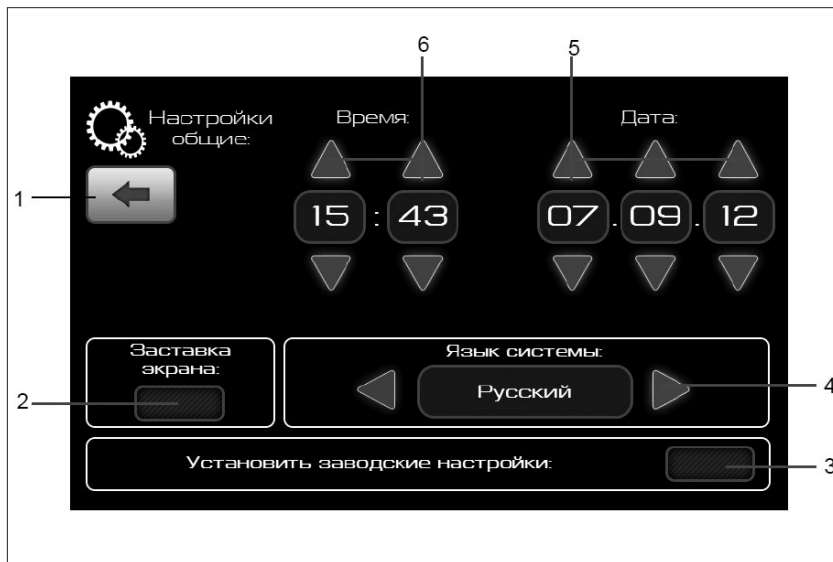 6
5
Настройки
общие:
Время:
Дата:
1
15 : 43
07.09.12
Заставка
экрана:
Язык системы:
2
Русский
4
Установить заводские настройки:
3